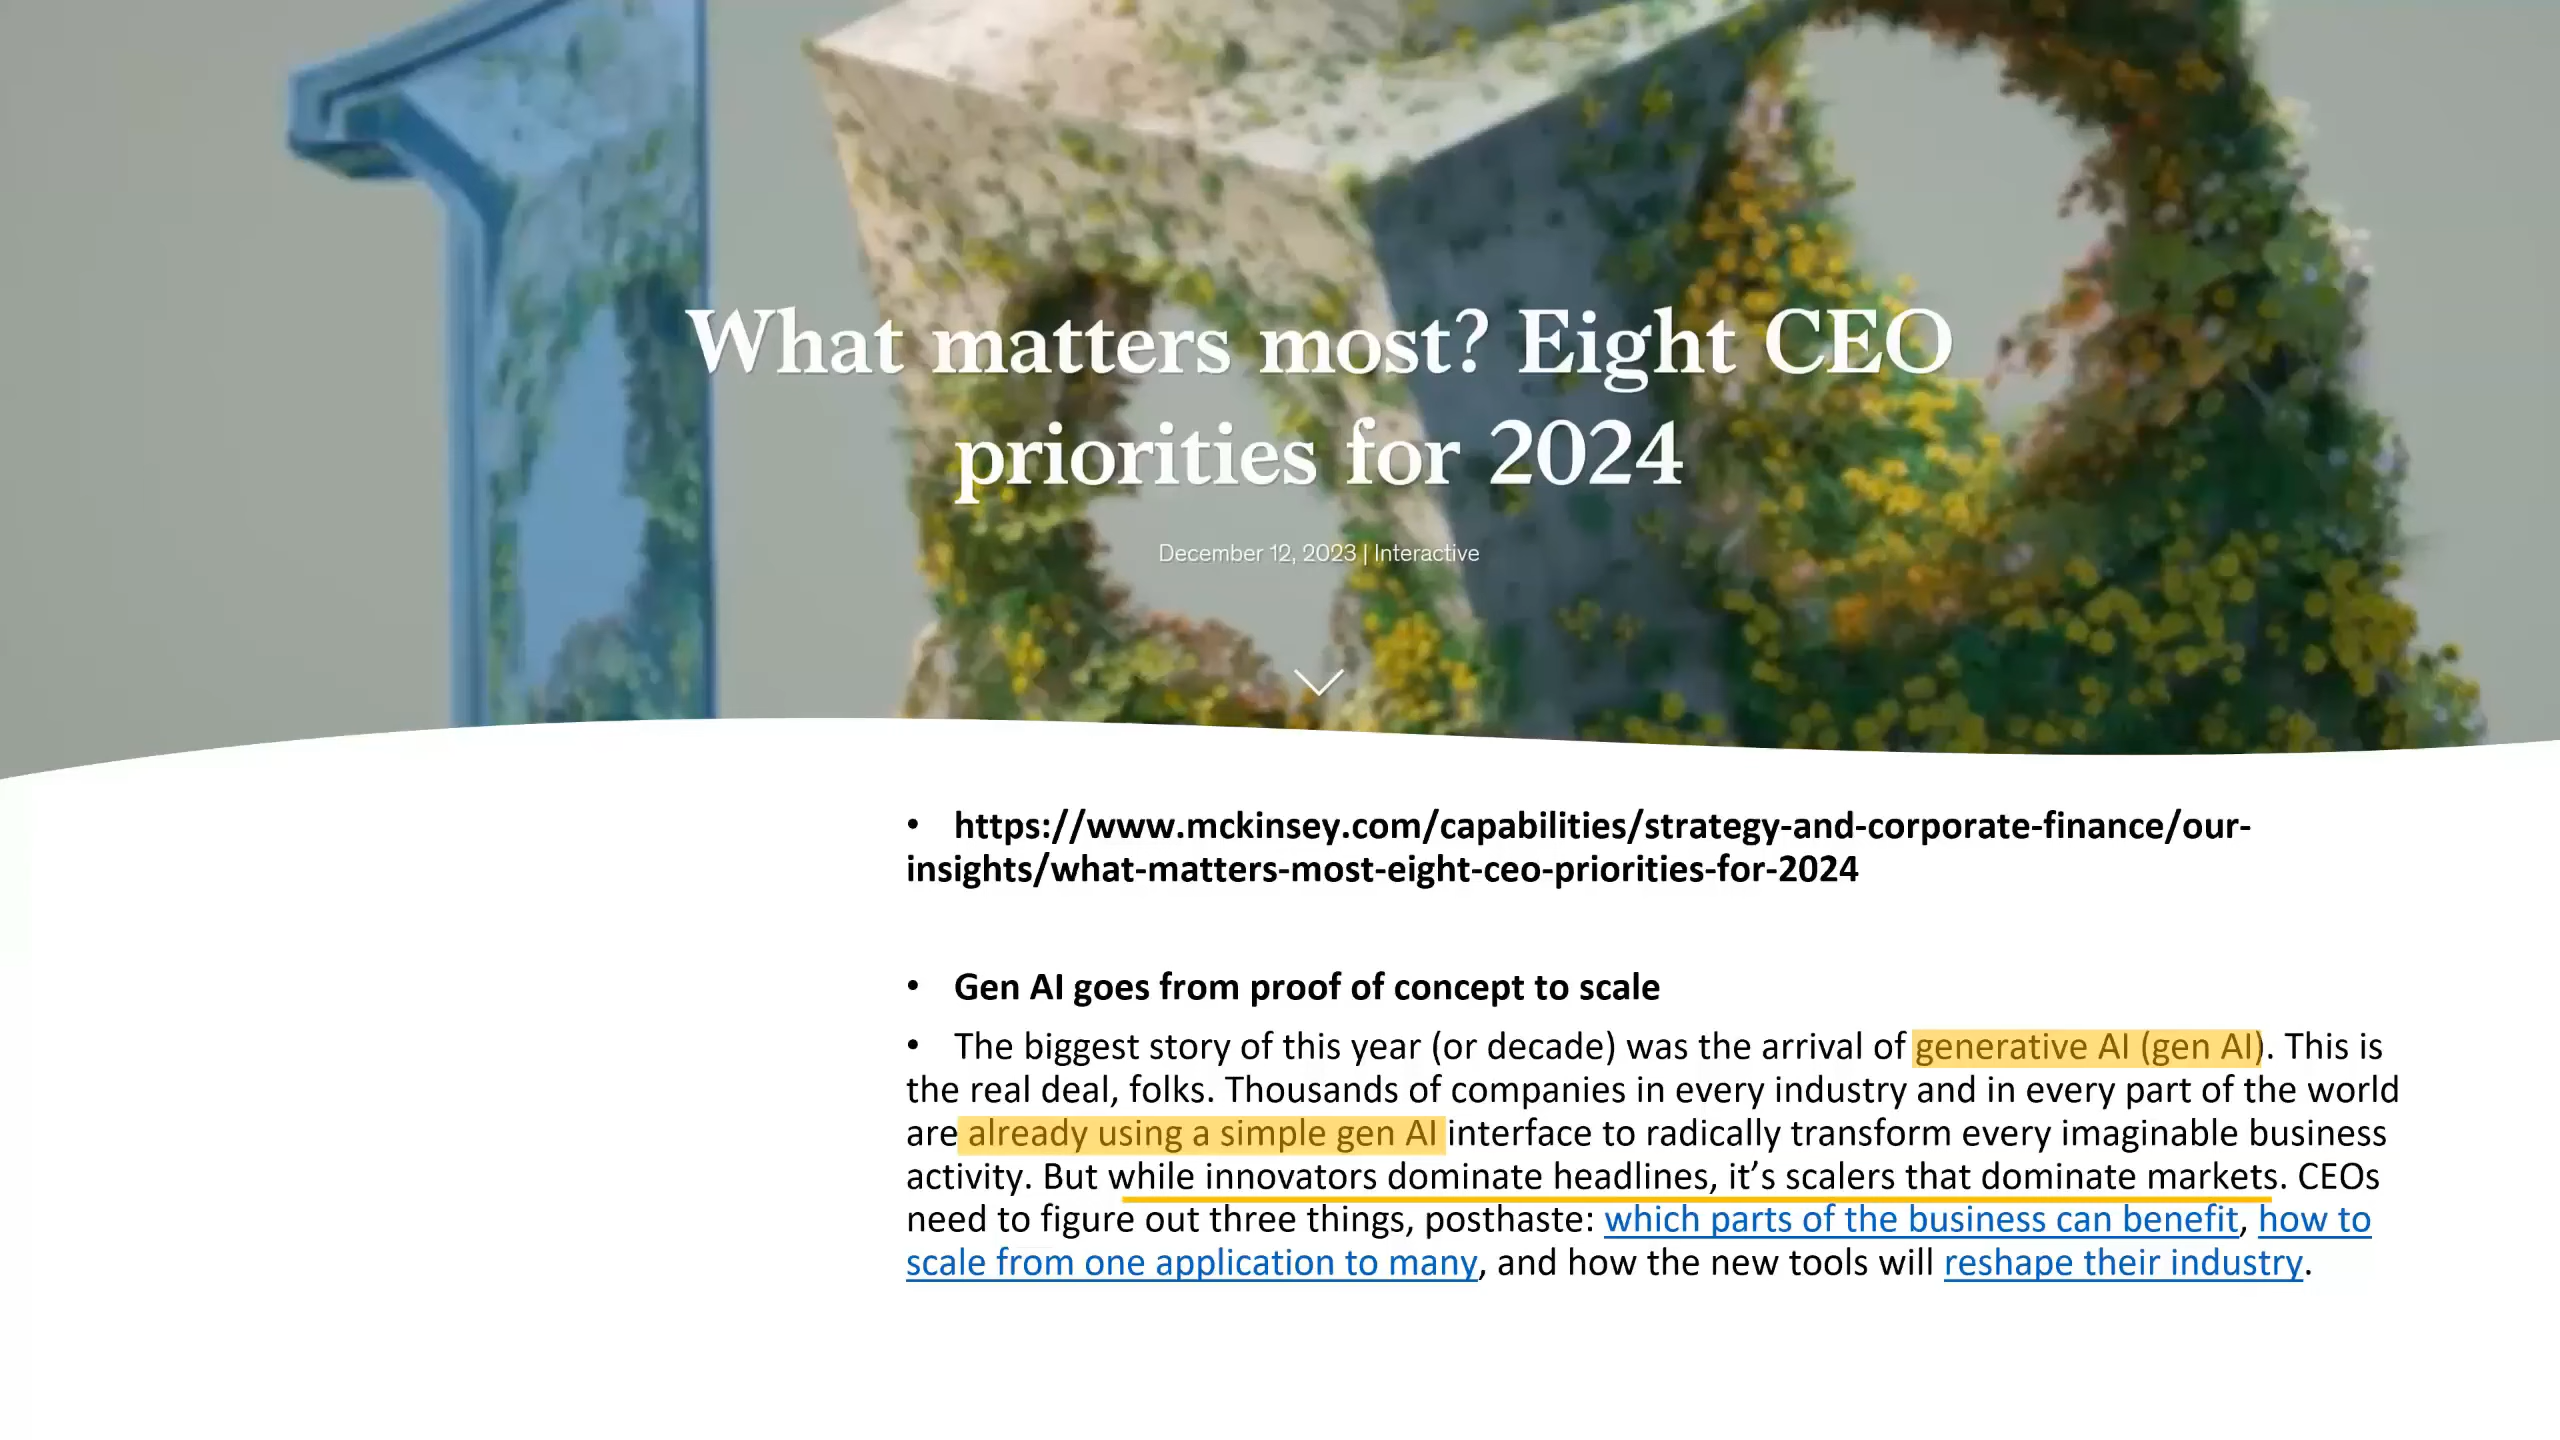 What matters most? Eight CEO
priorities for 2024
December 12, 2023 | Interactive
• https://www.mckinsey.com/capabilities/strategy-and-corporate-finance/our-
insights/what-matters-most-eight-ceo-priorities-for-2024
• Gen AI goes from proof of concept to scale
• The biggest story of this year (or decade) was the arrival of generative AI (gen AI). This is
the real deal, folks. Thousands of companies in every industry and in every part of the world
are already using a simple gen AI interface to radically transform every imaginable business
activity. But while innovators dominate headlines, it’s scalers that dominate markets. CEOs
need to figure out three things, posthaste: which parts of the business can benefit, how to
scale from one application to many, and how the new tools will reshape their industry.